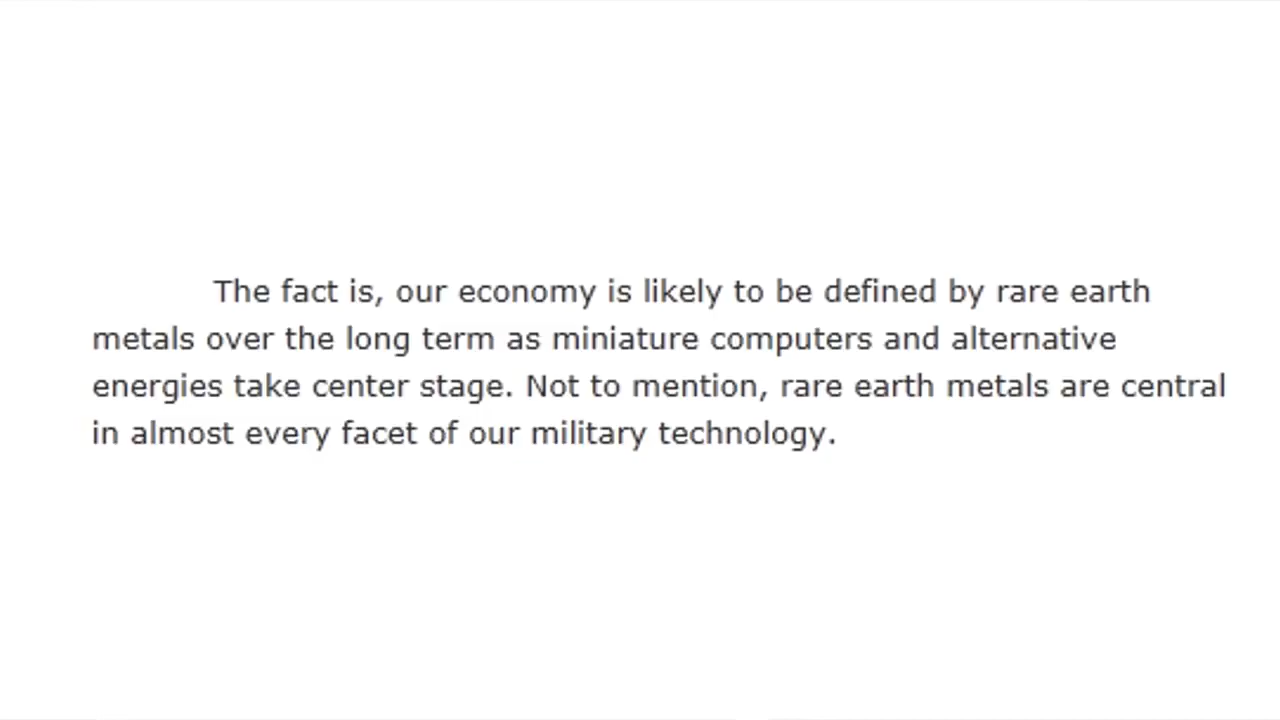 The fact is, our economy is likely to be defined by rare earth
metals over the long term as miniature computers and alternative
energies take center stage. Not to mention, rare earth metals are central
in almost every facet of our military technology.